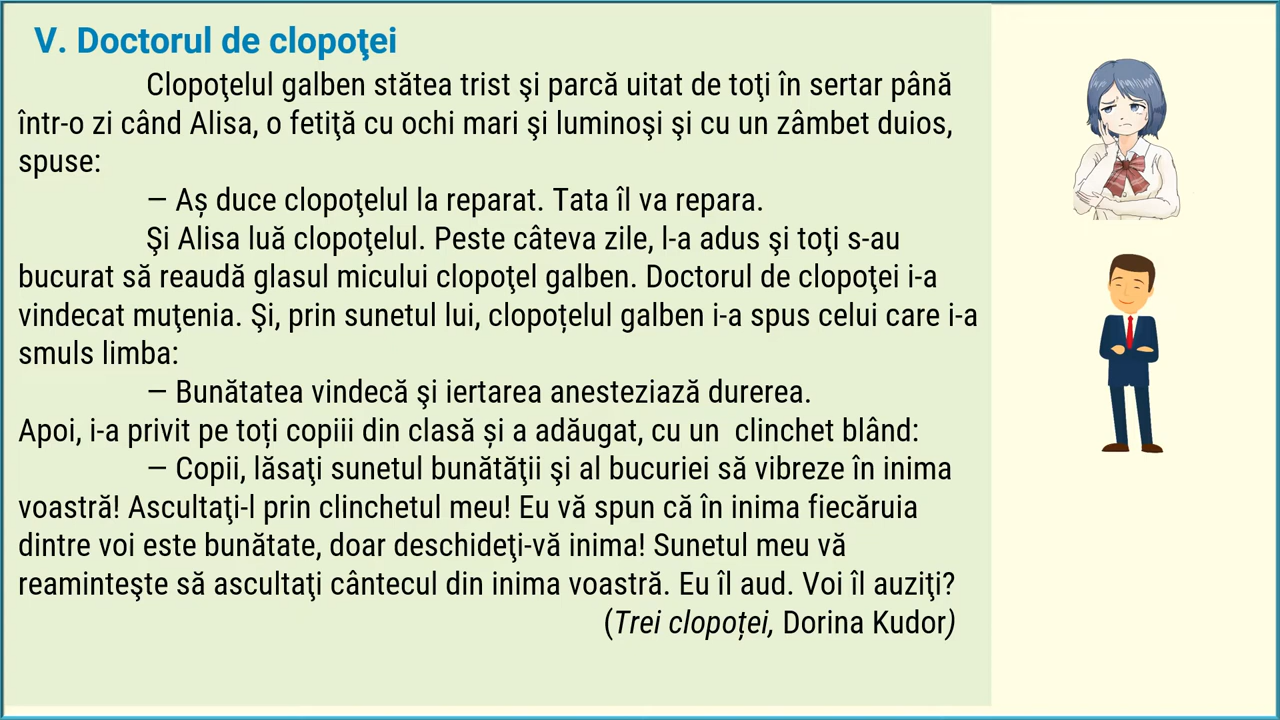 V. Doctorul de clopoţei
Clopoţelul galben stătea trist şi parcă uitat de toţi în sertar până
într-o zi când Alisa, o fetiţă cu ochi mari şi luminoşi şi cu un zâmbet duios,
spuse:
— Aș duce clopoţelul la reparat. Tata îl va repara.
Şi Alisa luă clopoţelul. Peste câteva zile, l-a adus şi toţi s-au
bucurat să reaudă glasul micului clopoţel galben. Doctorul de clopoţei i-a
vindecat muţenia. Şi, prin sunetul lui, clopoțelul galben i-a spus celui care i-a
smuls limba:
— Bunătatea vindecă şi iertarea anesteziază durerea.
Apoi, i-a privit pe toți copiii din clasă și a adăugat, cu un  clinchet blând:
— Copii, lăsaţi sunetul bunătăţii şi al bucuriei să vibreze în inima
voastră! Ascultaţi-l prin clinchetul meu! Eu vă spun că în inima fiecăruia
dintre voi este bunătate, doar deschideţi-vă inima! Sunetul meu vă
reaminteşte să ascultaţi cântecul din inima voastră. Eu îl aud. Voi îl auziţi?
(Trei clopoței, Dorina Kudor)